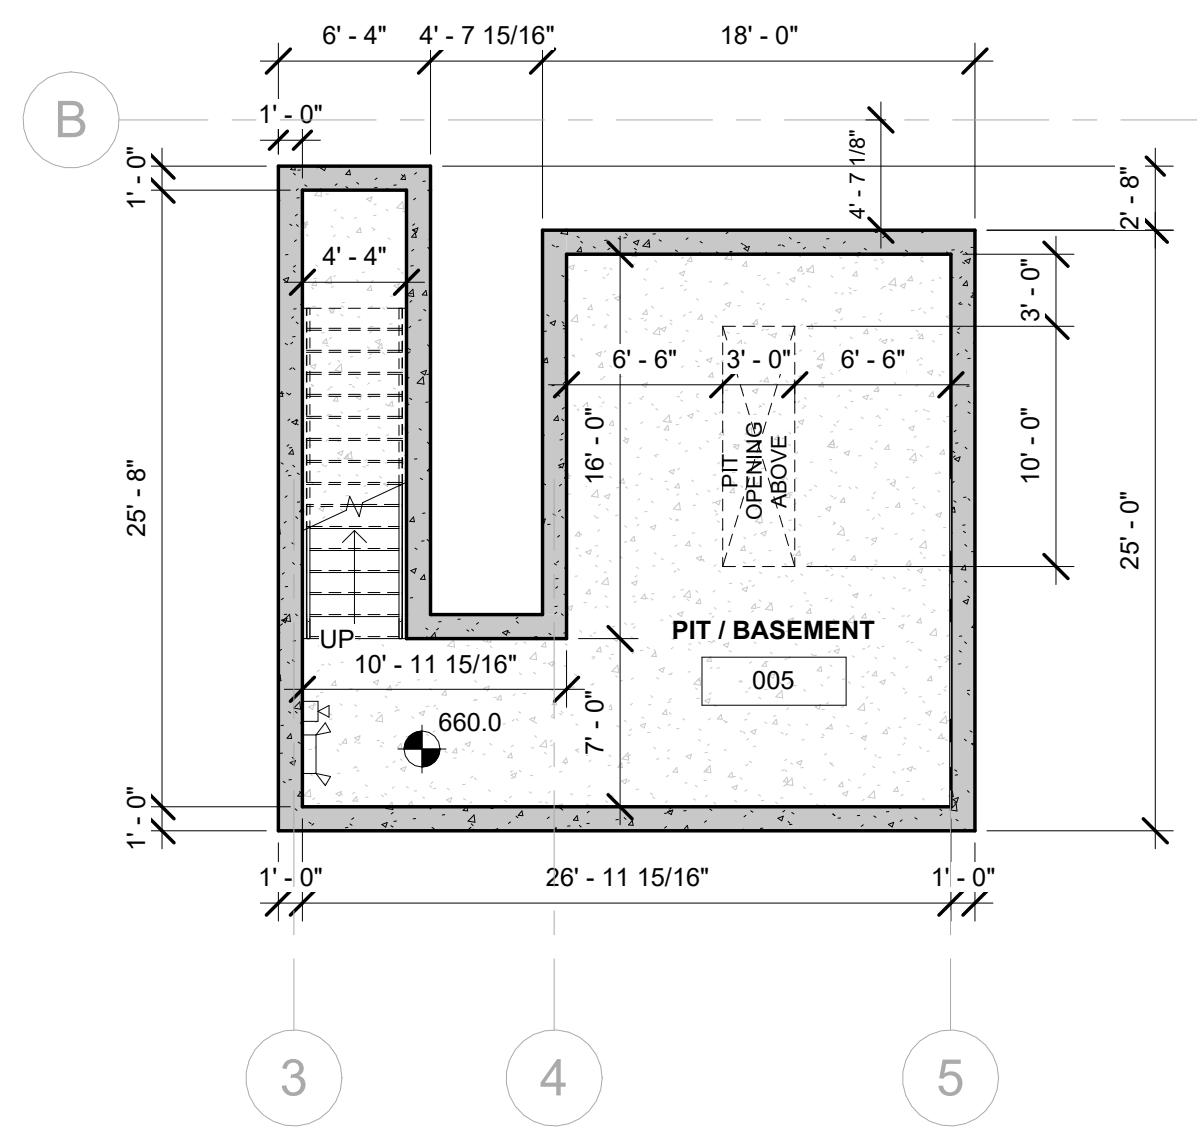 6' - 4" 4' - 7 15/16" 18' - 0"
B
1' - 0"
1' - 0"
4' - 7 1/8"
2' - 8"
4' - 4"
3' - 0"
6' - 6" 3' - 0" 6' - 6"
16' - 0"
PIT
OPENING
ABOVE
10' - 0"
25' - 8"
25' - 0"
UP
PIT / BASEMENT
10' - 11 15/16"
005
660.0
7' - 0"
1' - 0"
1' - 0" 26' - 11 15/16" 1' - 0"
3 4 5